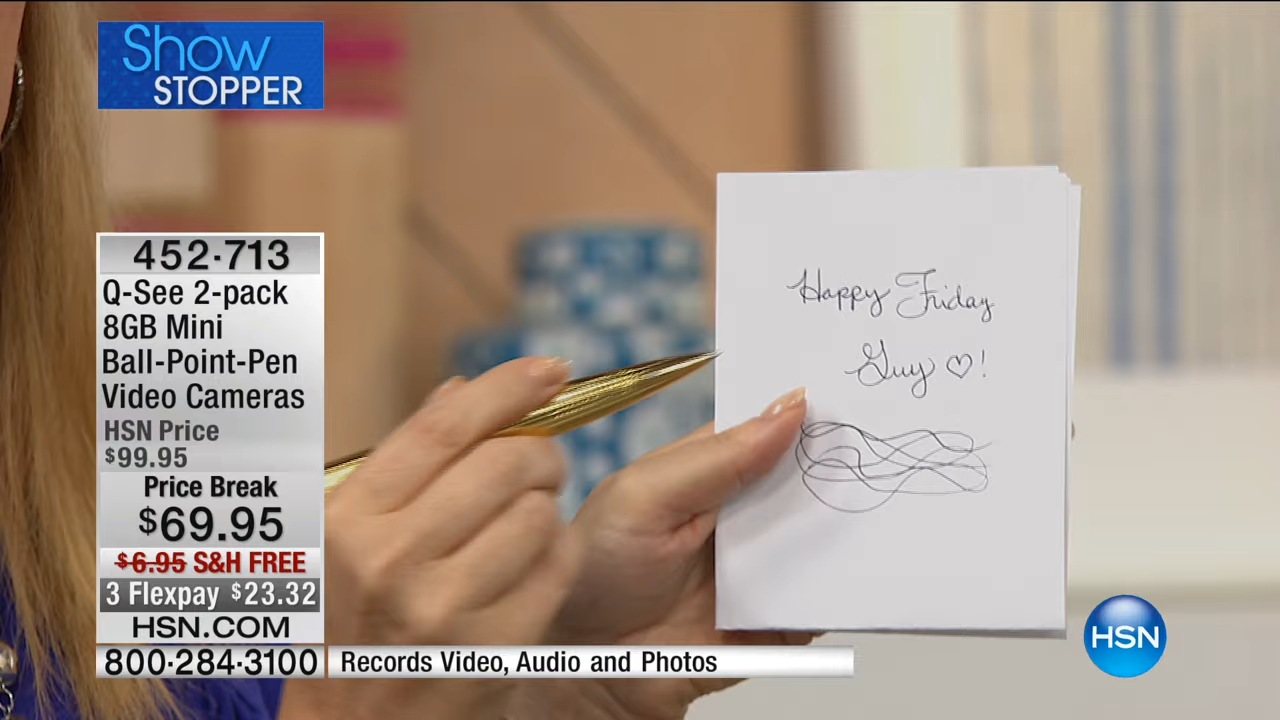 Show
STOPPER
452-713
Q-See 2-pack
8GB Mini
Ball-Point-Pen
Video Cameras
HSN Price
$99.95
Price Break
$69.95
$6.95 S&H FREE
3 Flexpay $23.32
HSN.COM
800-284-3100
Records Video, Audio and Photos
Happy Friday
Guy ♡!
HSN